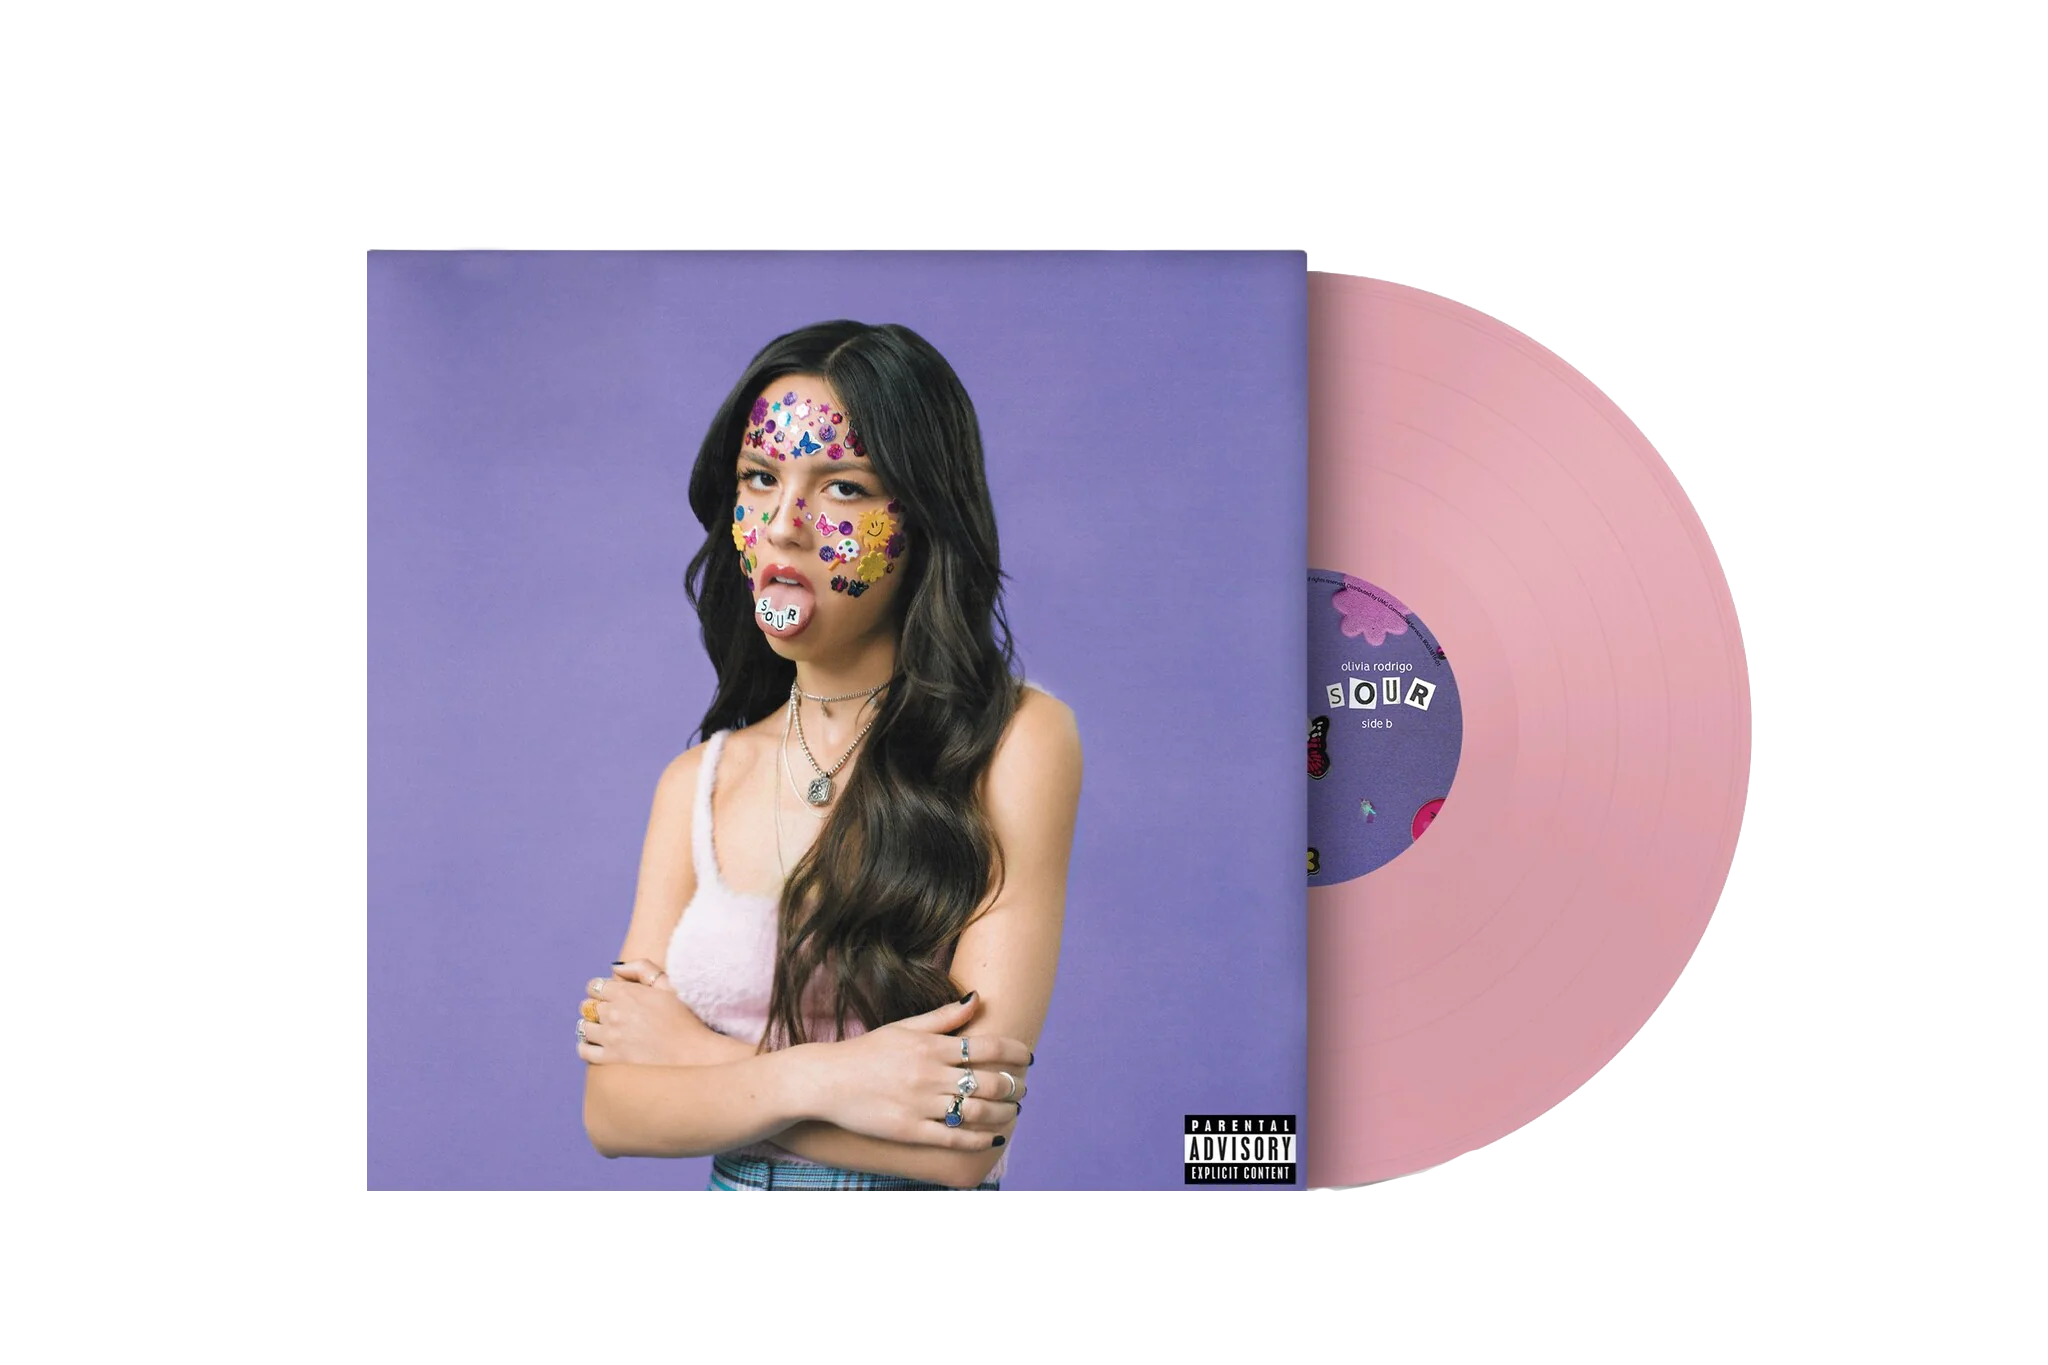 SOUR
PARENTAL
ADVISORY
EXPLICIT CONTENT
olivia rodrigo
SOUR
side b